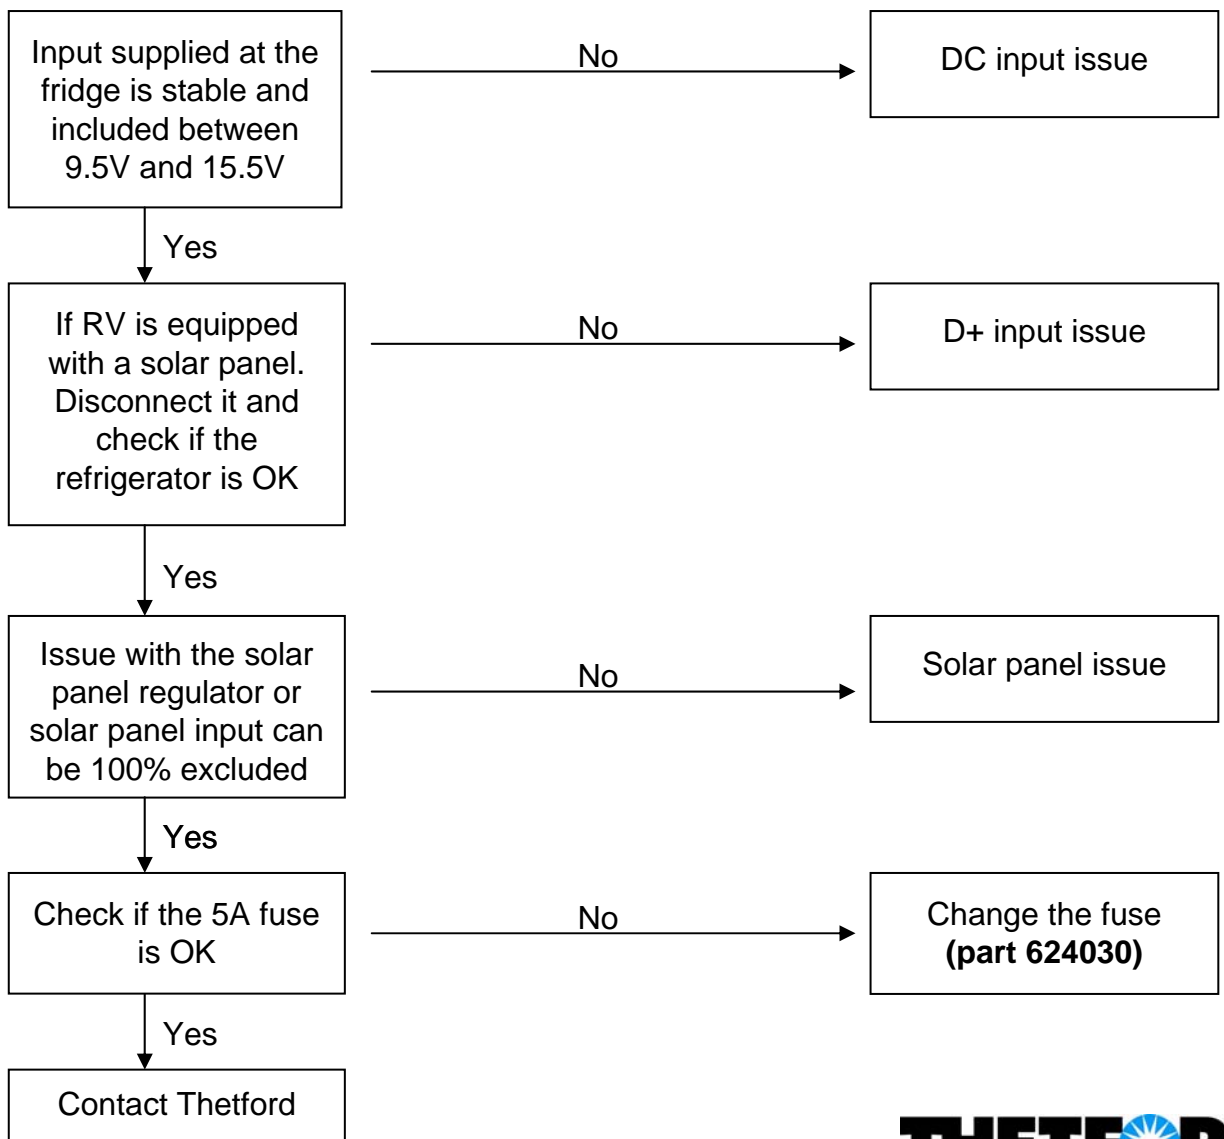 Input supplied at the
fridge is stable and
included between
9.5V and 15.5V
No
DC input issue
Yes
If RV is equipped
with a solar panel.
Disconnect it and
check if the
refrigerator is OK
No
D+ input issue
Yes
Issue with the solar
panel regulator or
solar panel input can
be 100% excluded
No
Solar panel issue
Yes
Check if the 5A fuse
is OK
No
Change the fuse
(part 624030)
Yes
Contact Thetford